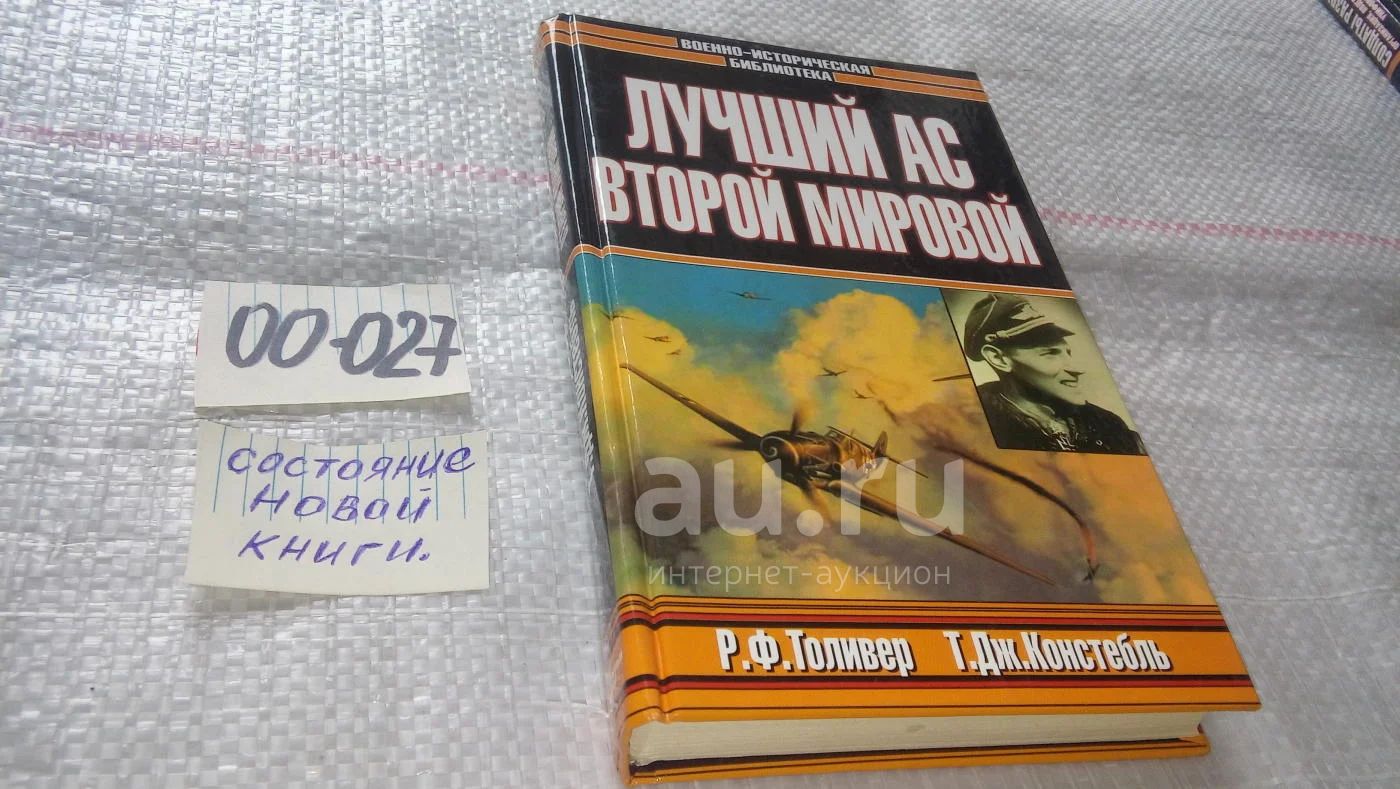 ВОЕННО-ИСТОРИЧЕСКАЯ
БИБЛИОТЕКА
ЛУЧШИЙ АС
ВТОРОЙ МИРОВОЙ
Р.Ф.Толивер Т.Дж.Констебль
00-027
состояние
новой
книги.
au.ru
интернет-аукцион